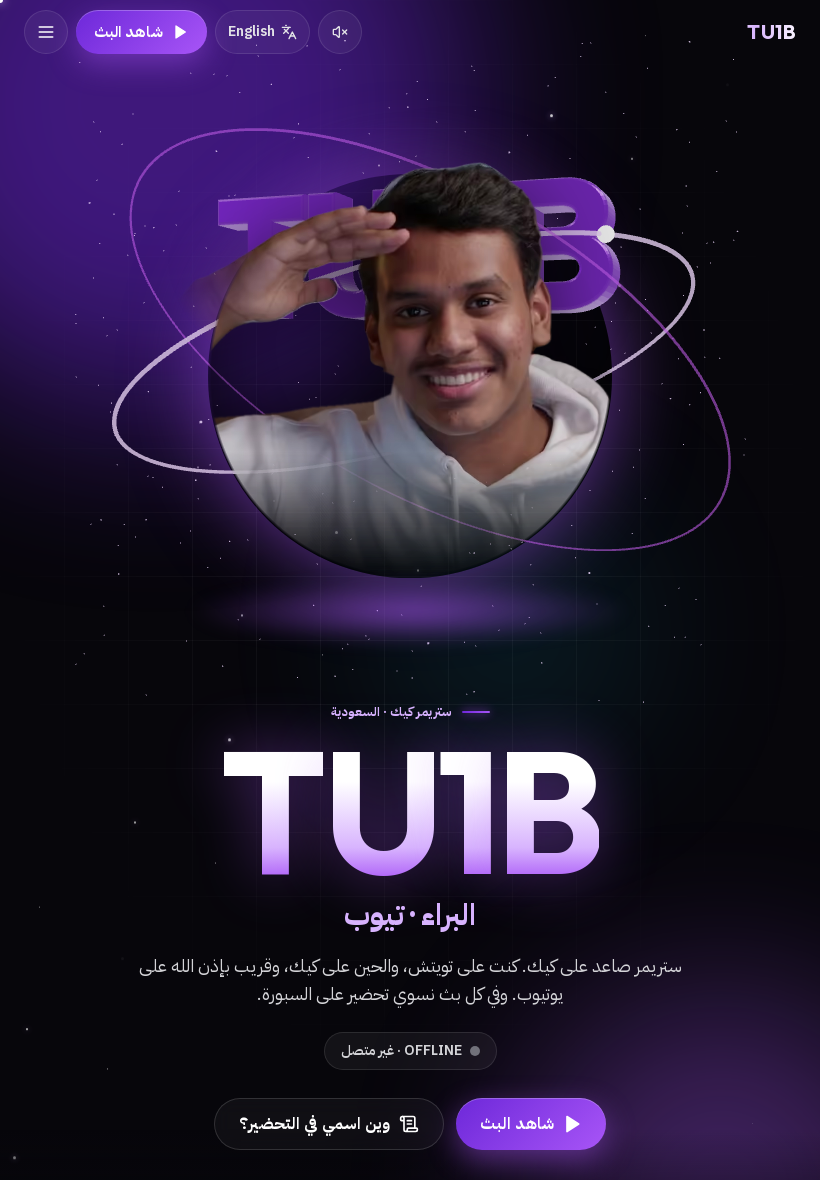 TU1B
English
شاهد البث
TU1B
ستريمر كيك · السعودية
TU1B
البراء · تيوب
ستريمر صاعد على كيك. كنت على تويتش، والحين على كيك، وقريب بإذن الله على
يوتيوب. وفي كل بث نسوي تحضير على السبورة.
OFFLINE · غير متصل
شاهد البث
وين اسمي في التحضير؟